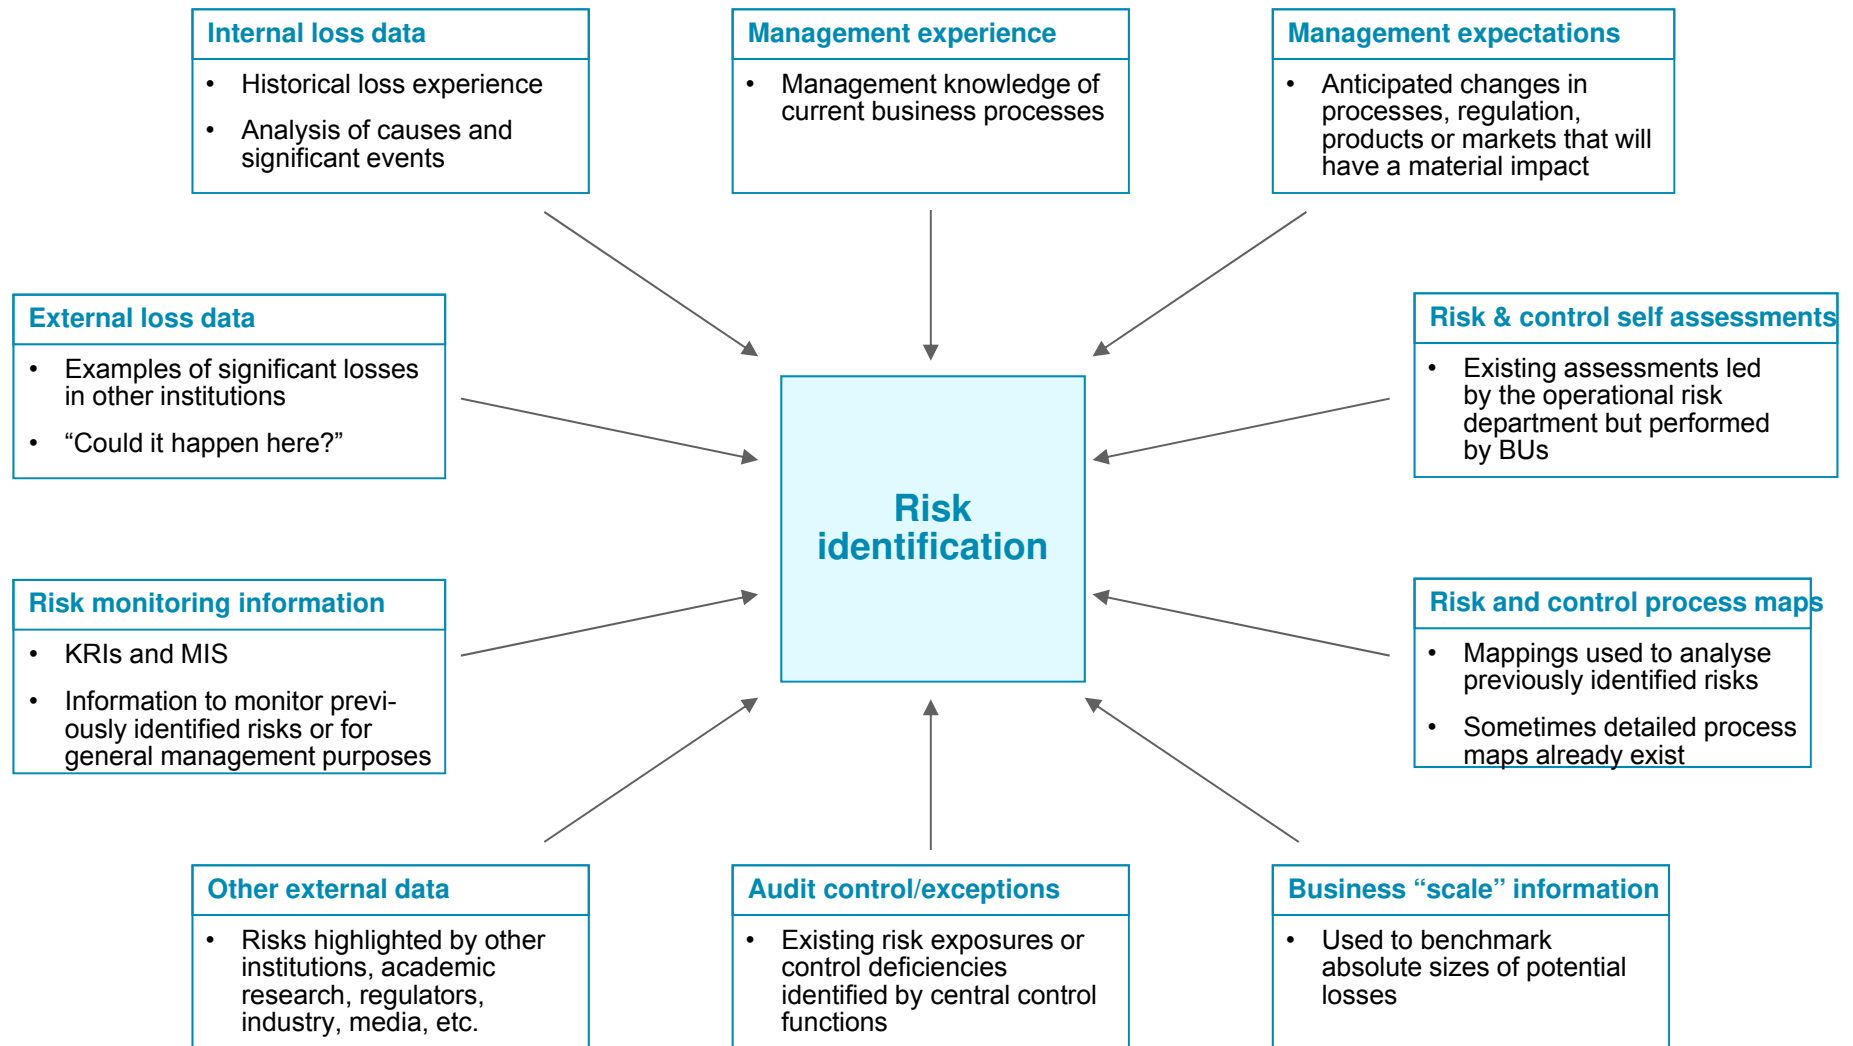 Internal loss data
• Historical loss experience
• Analysis of causes and
significant events
Management experience
• Management knowledge of
current business processes
Management expectations
• Anticipated changes in
processes, regulation,
products or markets that will
have a material impact
External loss data
• Examples of significant losses
in other institutions
• “Could it happen here?”
Risk & control self assessments
• Existing assessments led
by the operational risk
department but performed
by BUs
Risk
identification
Risk monitoring information
• KRIs and MIS
• Information to monitor previ-
ously identified risks or for
general management purposes
Risk and control process maps
• Mappings used to analyse
previously identified risks
• Sometimes detailed process
maps already exist
Other external data
• Risks highlighted by other
institutions, academic
research, regulators,
industry, media, etc.
Audit control/exceptions
• Existing risk exposures or
control deficiencies
identified by central control
functions
Business “scale” information
• Used to benchmark
absolute sizes of potential
losses